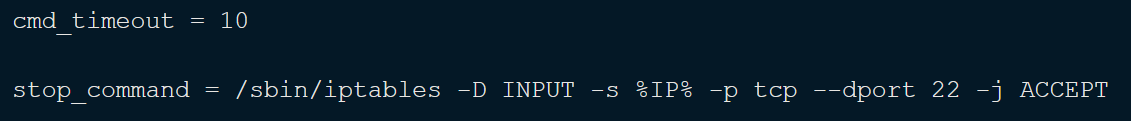 cmd_timeout = 10
stop_command = /sbin/iptables -D INPUT -s %IP% -p tcp --dport 22 -j ACCEPT